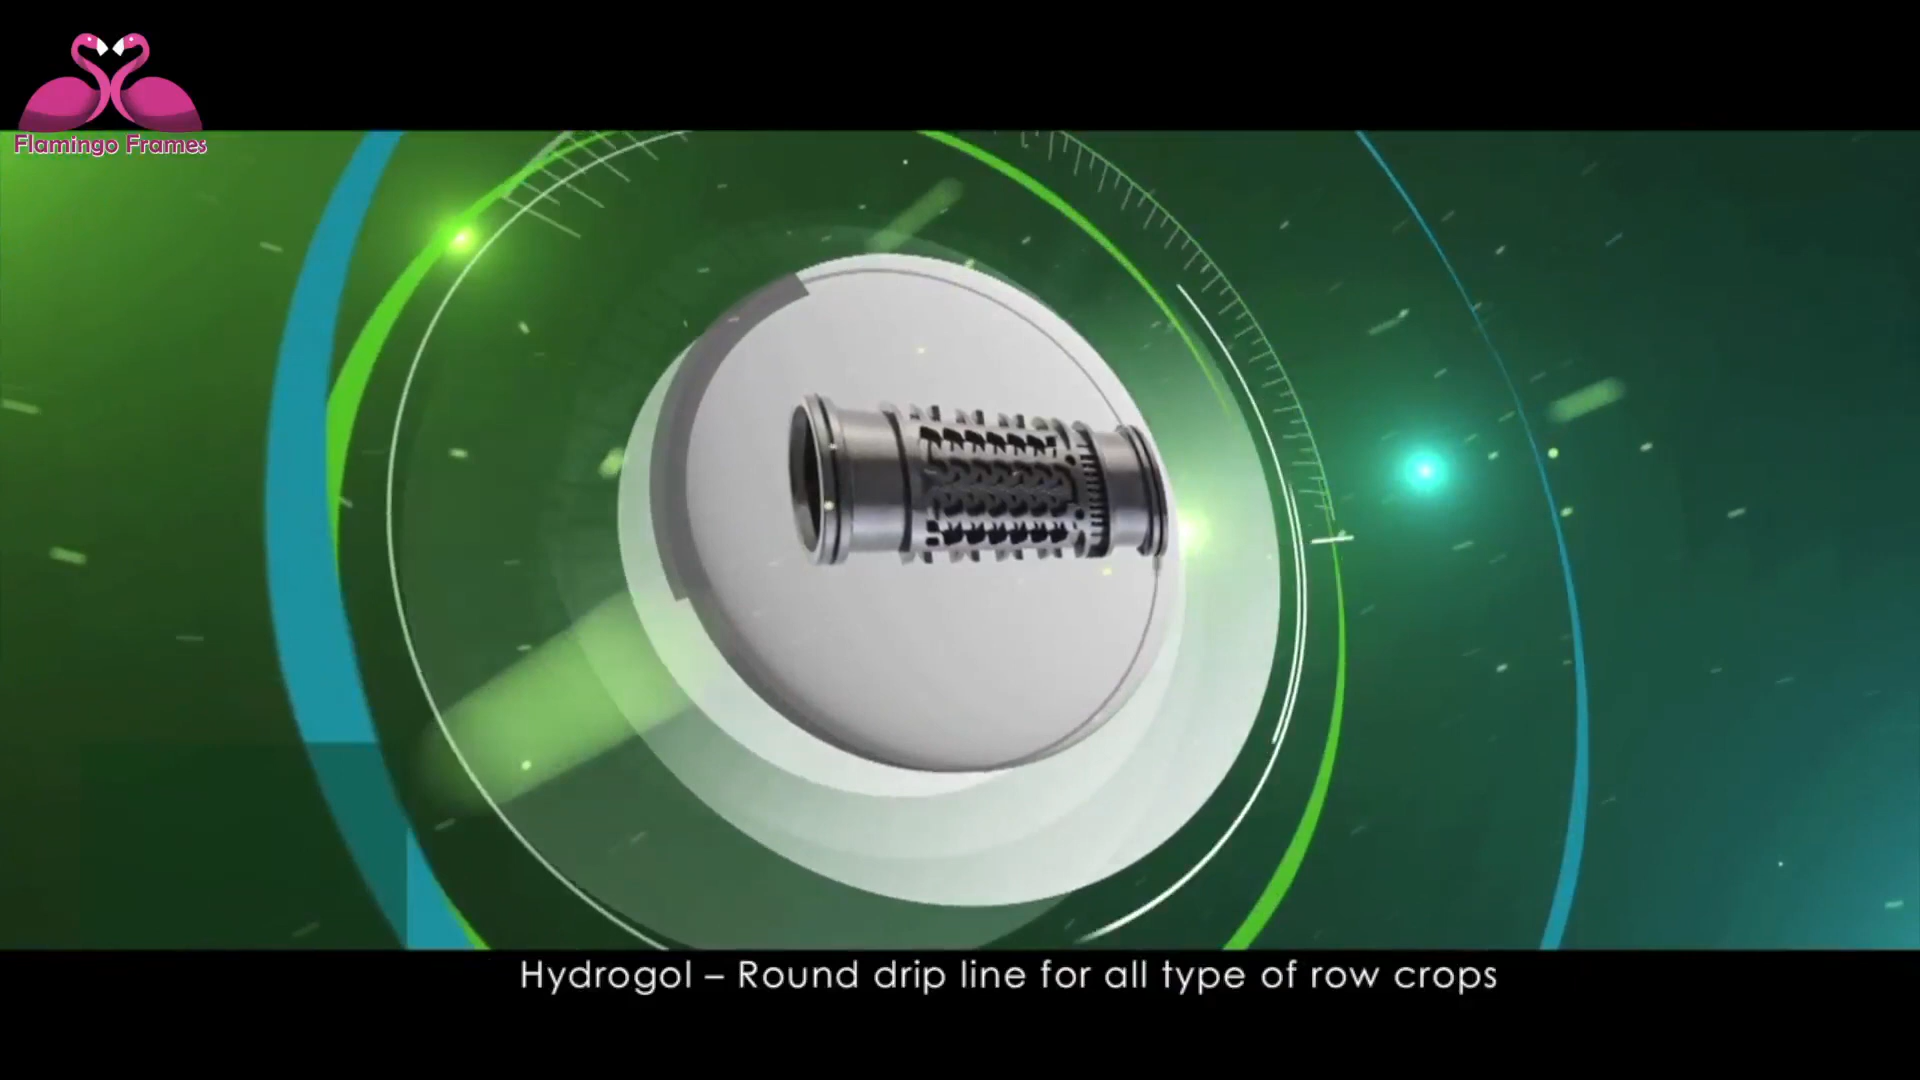 Flamingo Frames
Hydrogol – Round drip line for all type of row crops